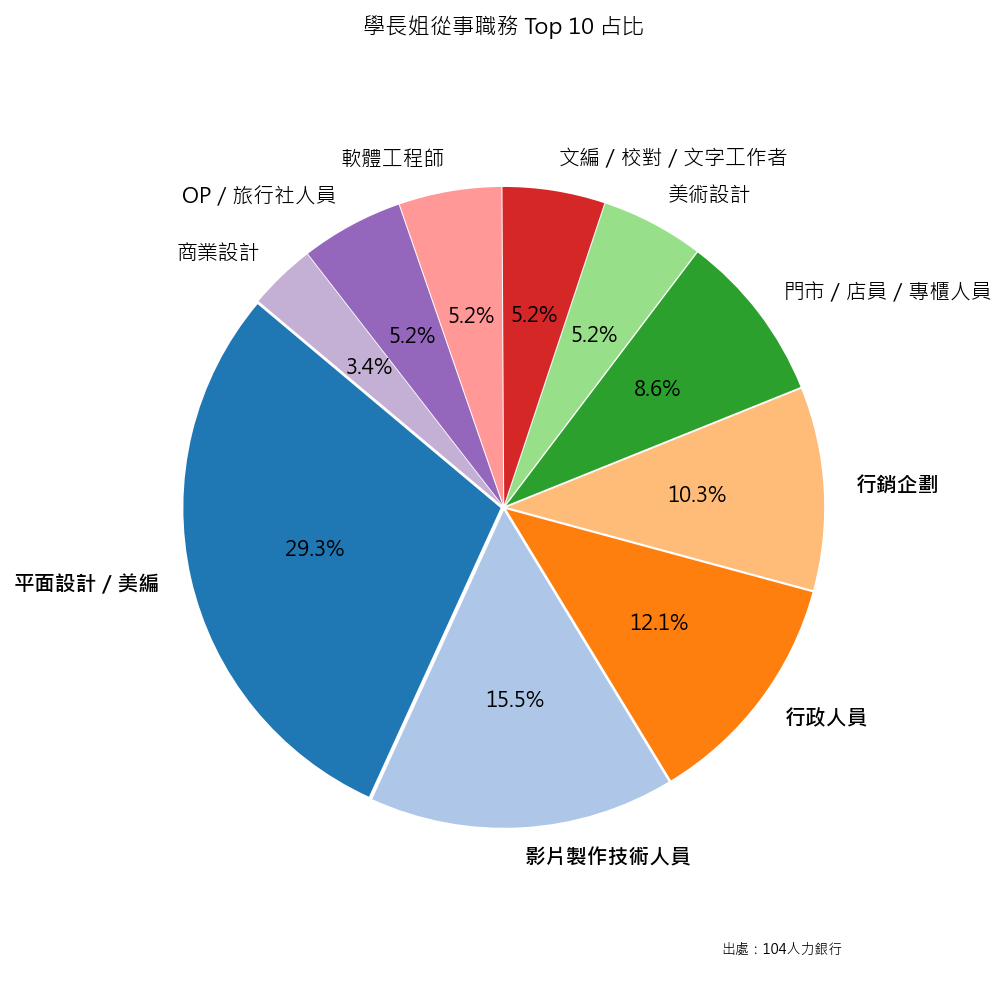 學長姐從事職務 Top 10 占比
軟體工程師
文編 / 校對 / 文字工作者
OP / 旅行社人員
美術設計
商業設計
門市 / 店員 / 專櫃人員
5.2%
5.2%
5.2%
5.2%
3.4%
8.6%
行銷企劃
10.3%
29.3%
平面設計 / 美編
12.1%
15.5%
行政人員
影片製作技術人員
出處：104人力銀行